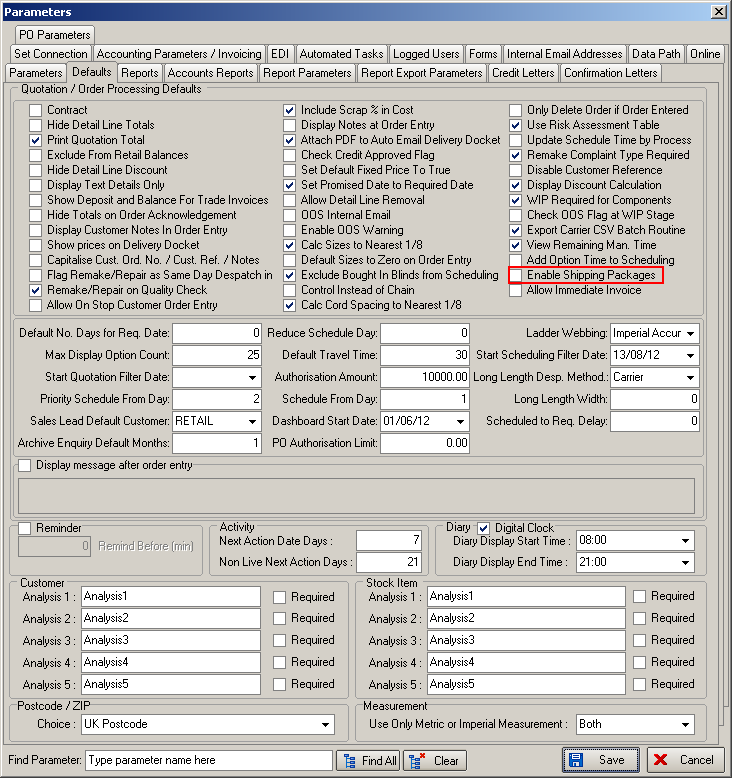 Parameters
PO Parameters
Set Connection Accounting Parameters / Invoicing EDI Automated Tasks Logged Users Forms Internal Email Addresses Data Path Online
Parameters Defaults Reports Accounts Reports Report Parameters Report Export Parameters Credit Letters Confirmation Letters
Quotation / Order Processing Defaults
Contract
Hide Detail Line Totals
Print Quotation Total
Exclude From Retail Balances
Hide Detail Line Discount
Display Text Details Only
Show Deposit and Balance For Trade Invoices
Hide Totals on Order Acknowledgement
Display Customer Notes In Order Entry
Show prices on Delivery Docket
Capitalise Cust. Ord. No. / Cust. Ref. / Notes
Flag Remake/Repair as Same Day Despatch in
Remake/Repair on Quality Check
Allow On Stop Customer Order Entry
Include Scrap % in Cost
Display Notes at Order Entry
Attach PDF to Auto Email Delivery Docket
Check Credit Approved Flag
Set Default Fixed Price To True
Set Promised Date to Required Date
Allow Detail Line Removal
OOS Internal Email
Enable OOS Warning
Calc Sizes to Nearest 1/8
Default Sizes to Zero on Order Entry
Exclude Bought In Blinds from Scheduling
Control Instead of Chain
Calc Cord Spacing to Nearest 1/8
Only Delete Order if Order Entered
Use Risk Assessment Table
Update Schedule Time by Process
Remake Complaint Type Required
Disable Customer Reference
Display Discount Calculation
WIP Required for Components
Check OOS Flag at WIP Stage
Export Carrier CSV Batch Routine
View Remaining Man. Time
Add Option Time to Scheduling
Enable Shipping Packages
Allow Immediate Invoice
Default No. Days for Req. Date: 0 Reduce Schedule Day: 0 Ladder Webbing: Imperial Accur
Max Display Option Count: 25 Default Travel Time: 30 Start Scheduling Filter Date: 13/08/12
Start Quotation Filter Date: Authorisation Amount: 10000.00 Long Length Desp. Method.: Carrier
Priority Schedule From Day: 2 Schedule From Day: 1 Long Length Width: 0
Sales Lead Default Customer: RETAIL Dashboard Start Date: 01/06/12 Scheduled to Req. Delay: 0
Archive Enquiry Default Months: 1 PO Authorisation Limit: 0.00
Display message after order entry
Reminder
0 Remind Before (min)
Activity
Next Action Date Days : 7
Non Live Next Action Days : 21
Diary Digital Clock
Diary Display Start Time : 08:00
Diary Display End Time : 21:00
Customer
Analysis 1 : Analysis1 Required
Analysis 2 : Analysis2 Required
Analysis 3 : Analysis3 Required
Analysis 4 : Analysis4 Required
Analysis 5 : Analysis5 Required
Stock Item
Analysis 1 : Analysis1 Required
Analysis 2 : Analysis2 Required
Analysis 3 : Analysis3 Required
Analysis 4 : Analysis4 Required
Analysis 5 : Analysis5 Required
Postcode / ZIP
Choice : UK Postcode
Measurement
Use Only Metric or Imperial Measurement : Both
Find Parameter: Type parameter name here Find All Clear Save Cancel